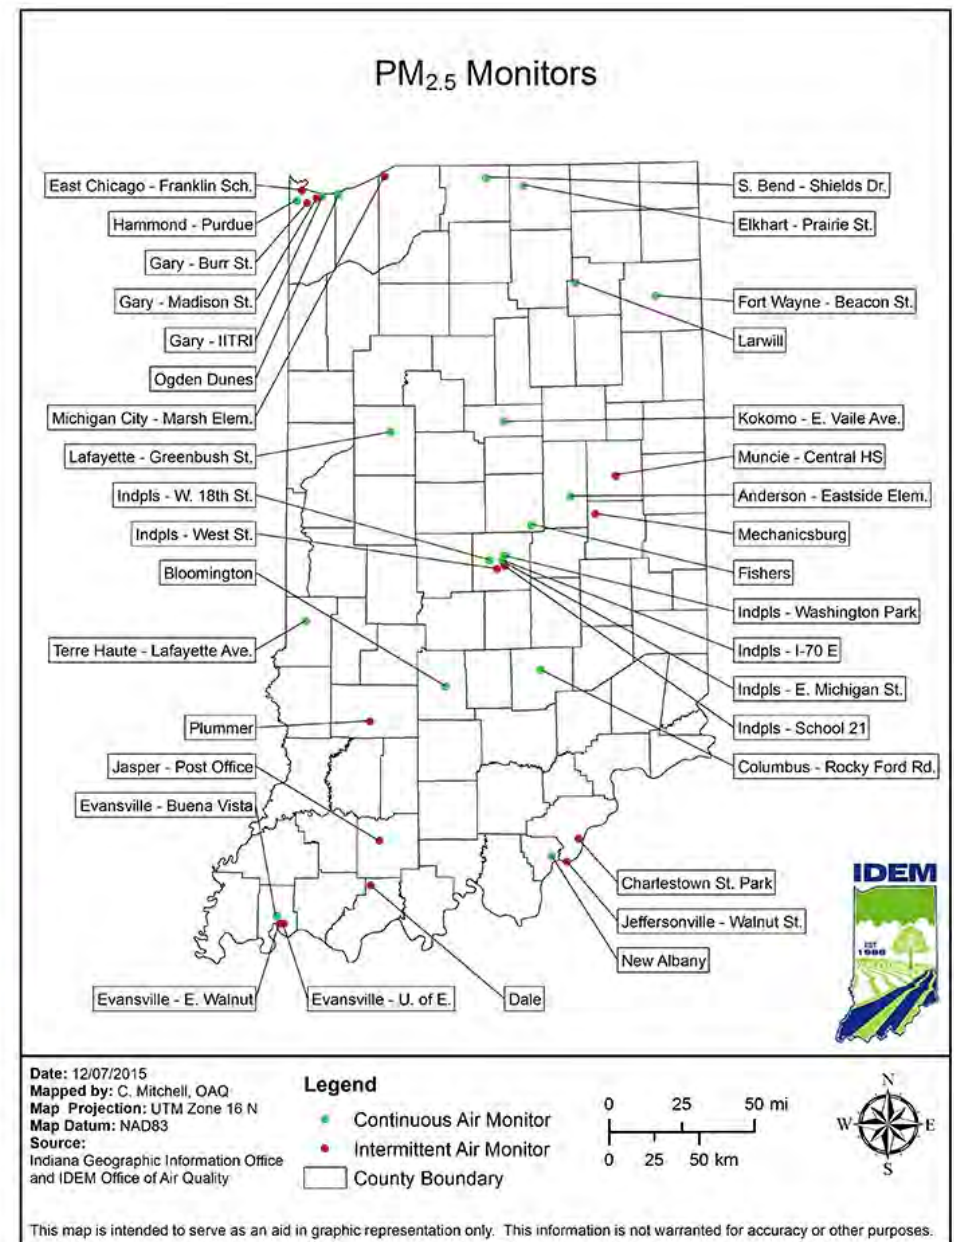 PM2.5 Monitors
East Chicago - Franklin Sch.
Hammond - Purdue
Gary - Burr St.
Gary - Madison St.
Gary - IITRI
Ogden Dunes
Michigan City - Marsh Elem.
Lafayette - Greenbush St.
Indpls - W. 18th St.
Indpls - West St.
Bloomington
Terre Haute - Lafayette Ave.
Plummer
Jasper - Post Office
Evansville - Buena Vista
Evansville - E. Walnut
Evansville - U. of E.
Dale
S. Bend - Shields Dr.
Elkhart - Prairie St.
Fort Wayne - Beacon St.
Larwill
Kokomo - E. Vaile Ave.
Muncie - Central HS
Anderson - Eastside Elem.
Mechanicsburg
Fishers
Indpls - Washington Park
Indpls - I-70 E
Indpls - E. Michigan St.
Indpls - School 21
Columbus - Rocky Ford Rd.
Charlestown St. Park
Jeffersonville - Walnut St.
New Albany
IDEM
EST
1986
Date: 12/07/2015
Mapped by: C. Mitchell, OAQ
Map Projection: UTM Zone 16 N
Map Datum: NAD83
Source:
Indiana Geographic Information Office
and IDEM Office of Air Quality
Legend
Continuous Air Monitor
Intermittent Air Monitor
County Boundary
0 25 50 mi
0 25 50 km
N
W E
S
This map is intended to serve as an aid in graphic representation only. This information is not warranted for accuracy or other purposes.